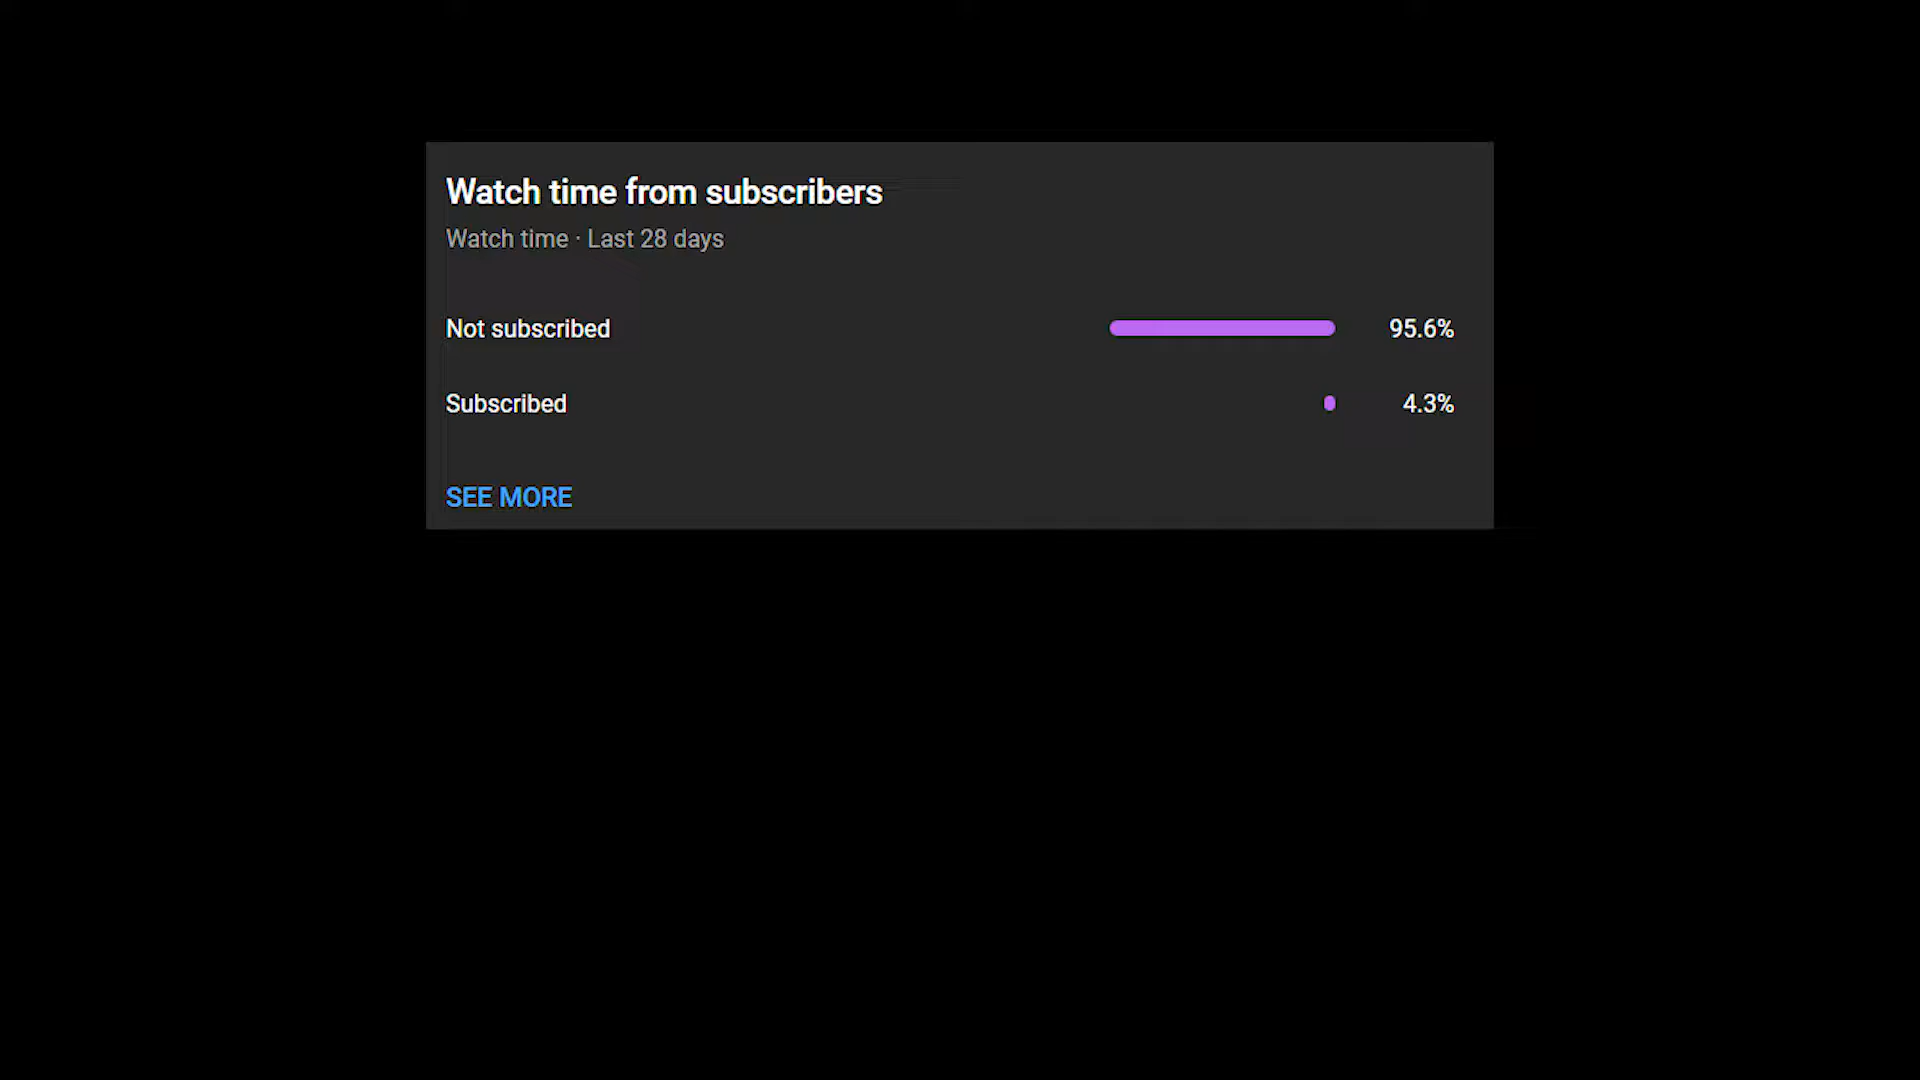 Watch time from subscribers
Watch time · Last 28 days
Not subscribed 95.6%
Subscribed 4.3%
SEE MORE